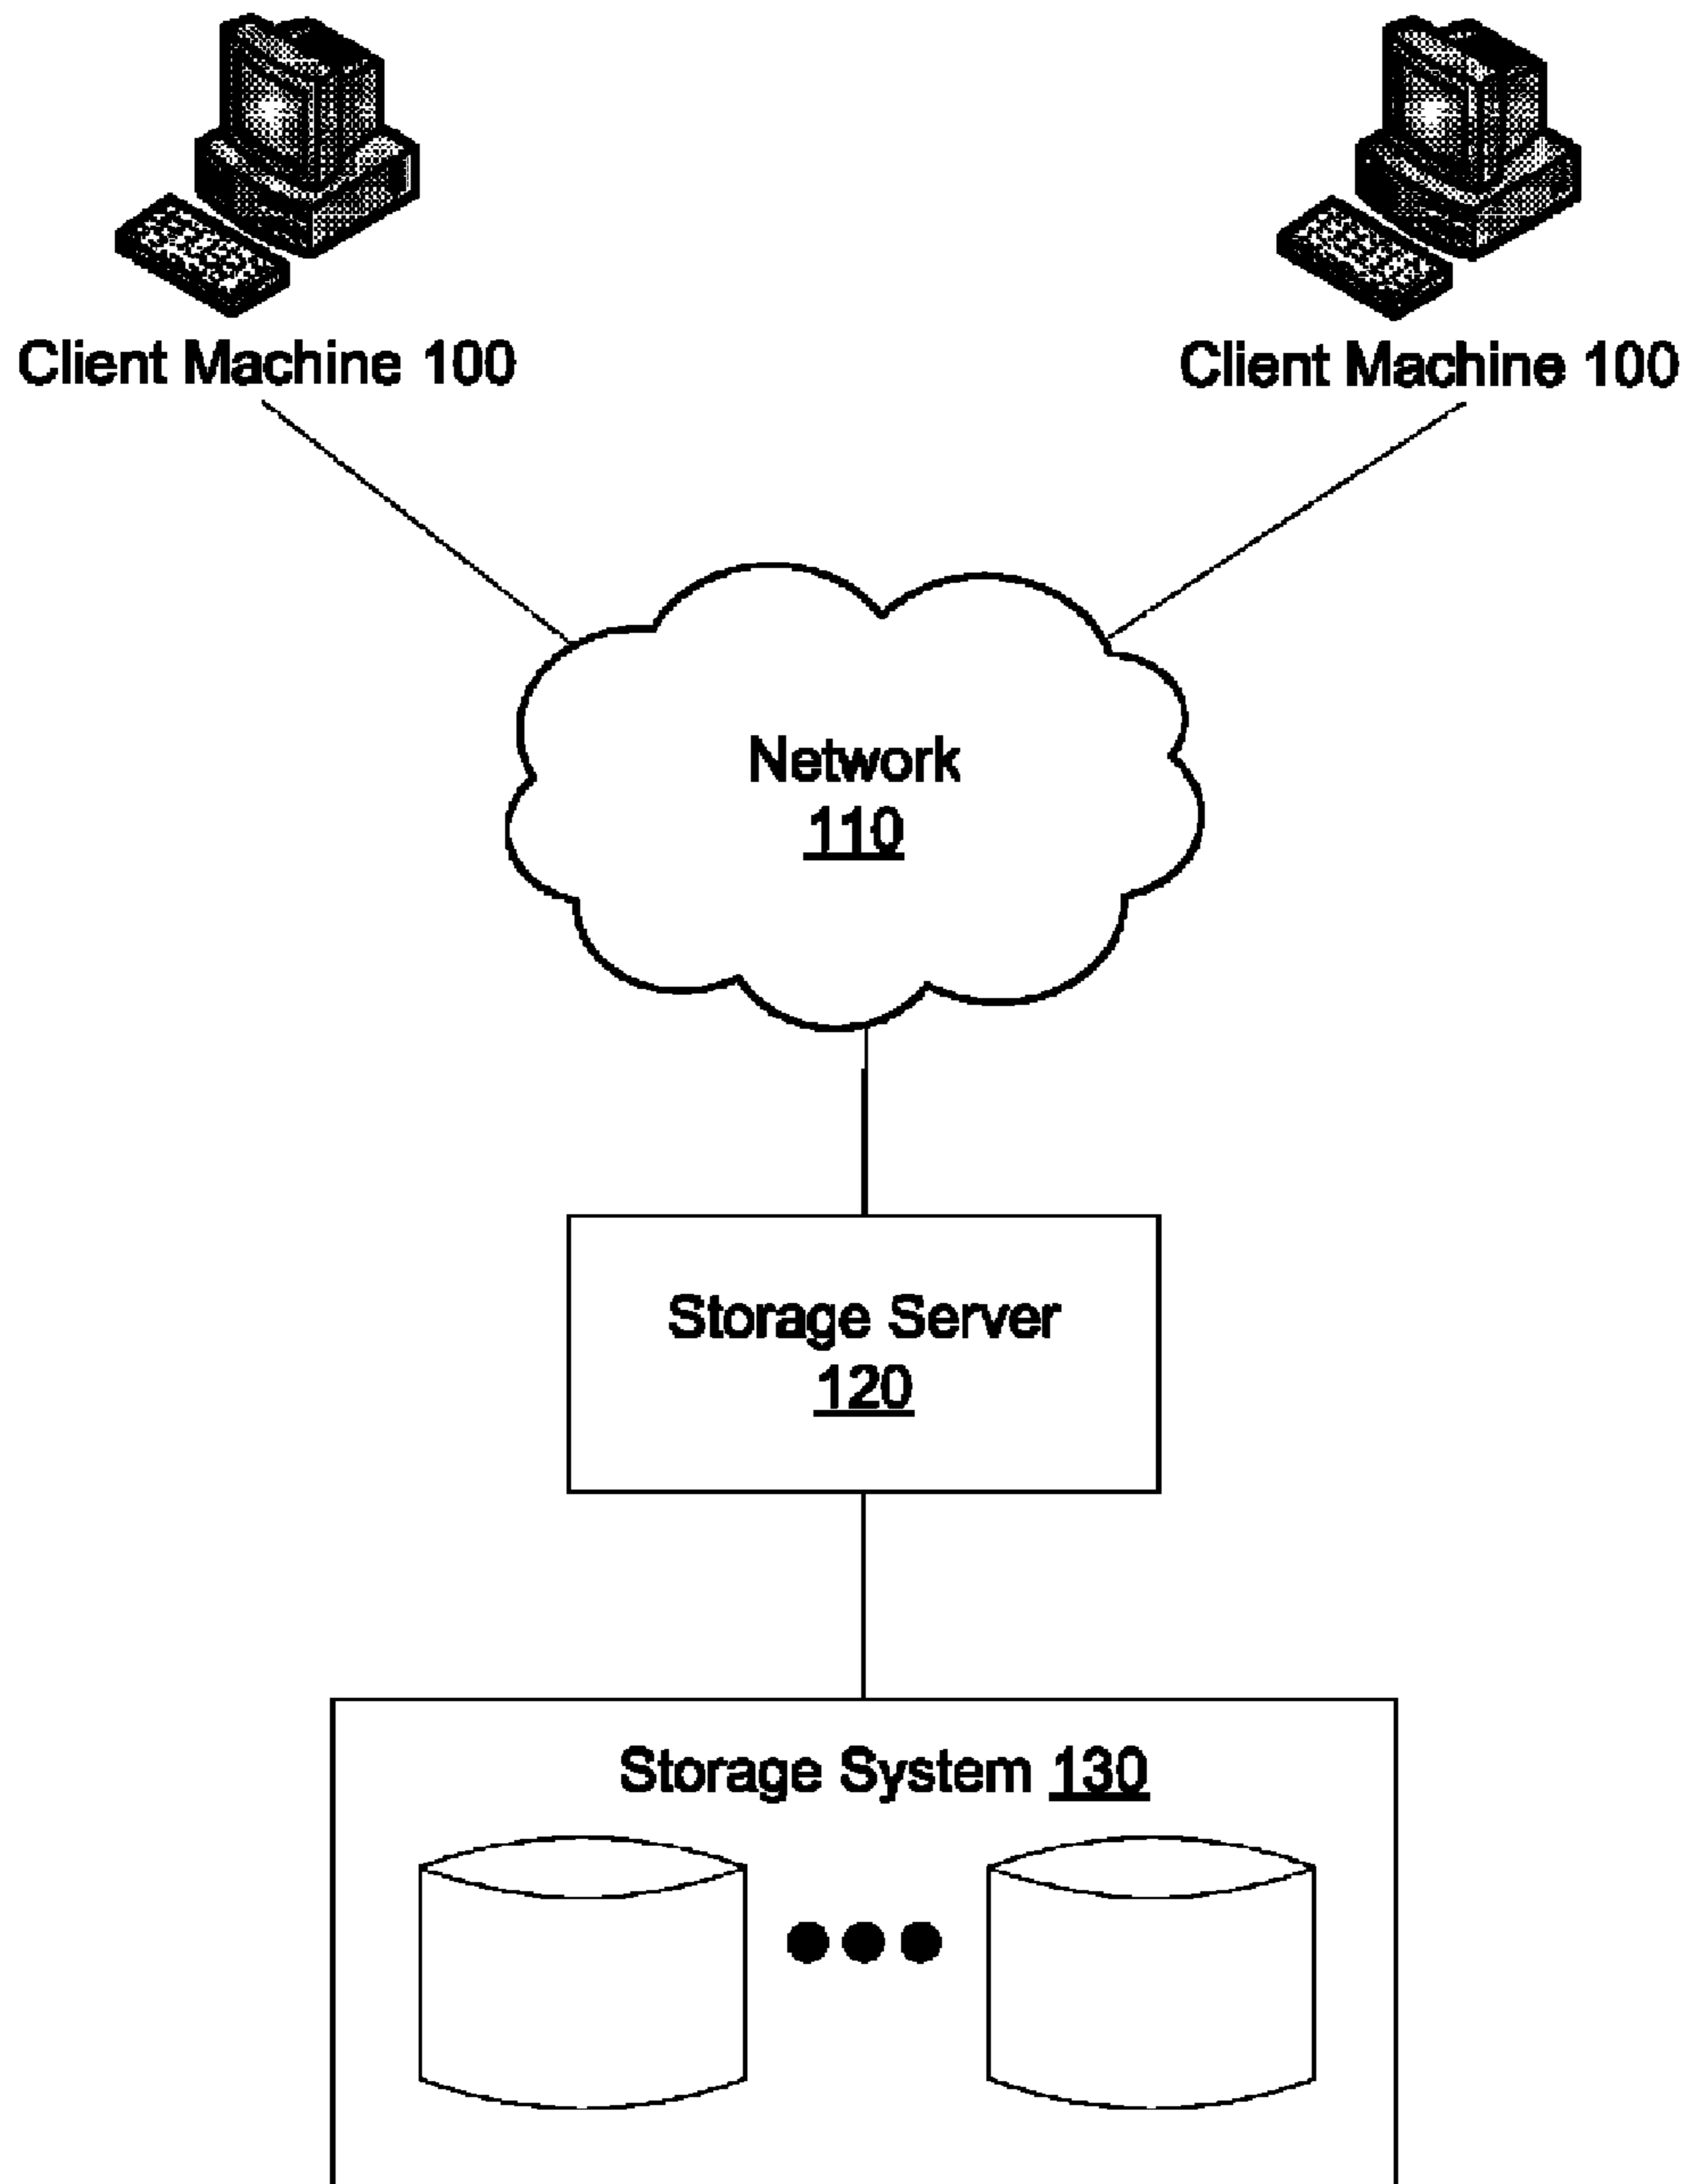 Client Machine 100
Client Machine 100
Network
110
Storage Server
120
Storage System 130